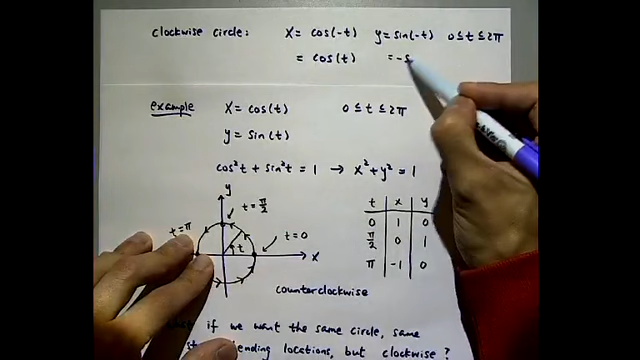 clockwise circle: x = cos(-t) y = sin(-t) 0 ≤ t ≤ 2π
= cos(t) = -s
example x = cos(t) 0 ≤ t ≤ 2π
y = sin(t)
cos²t + sin²t = 1 → x² + y² = 1
y
t = π/2
t = π
t = 0
t
x
t x y
0 1 0
π/2 0 1
π -1 0
counterclockwise
if we want the same circle, same
ending locations, but clockwise?